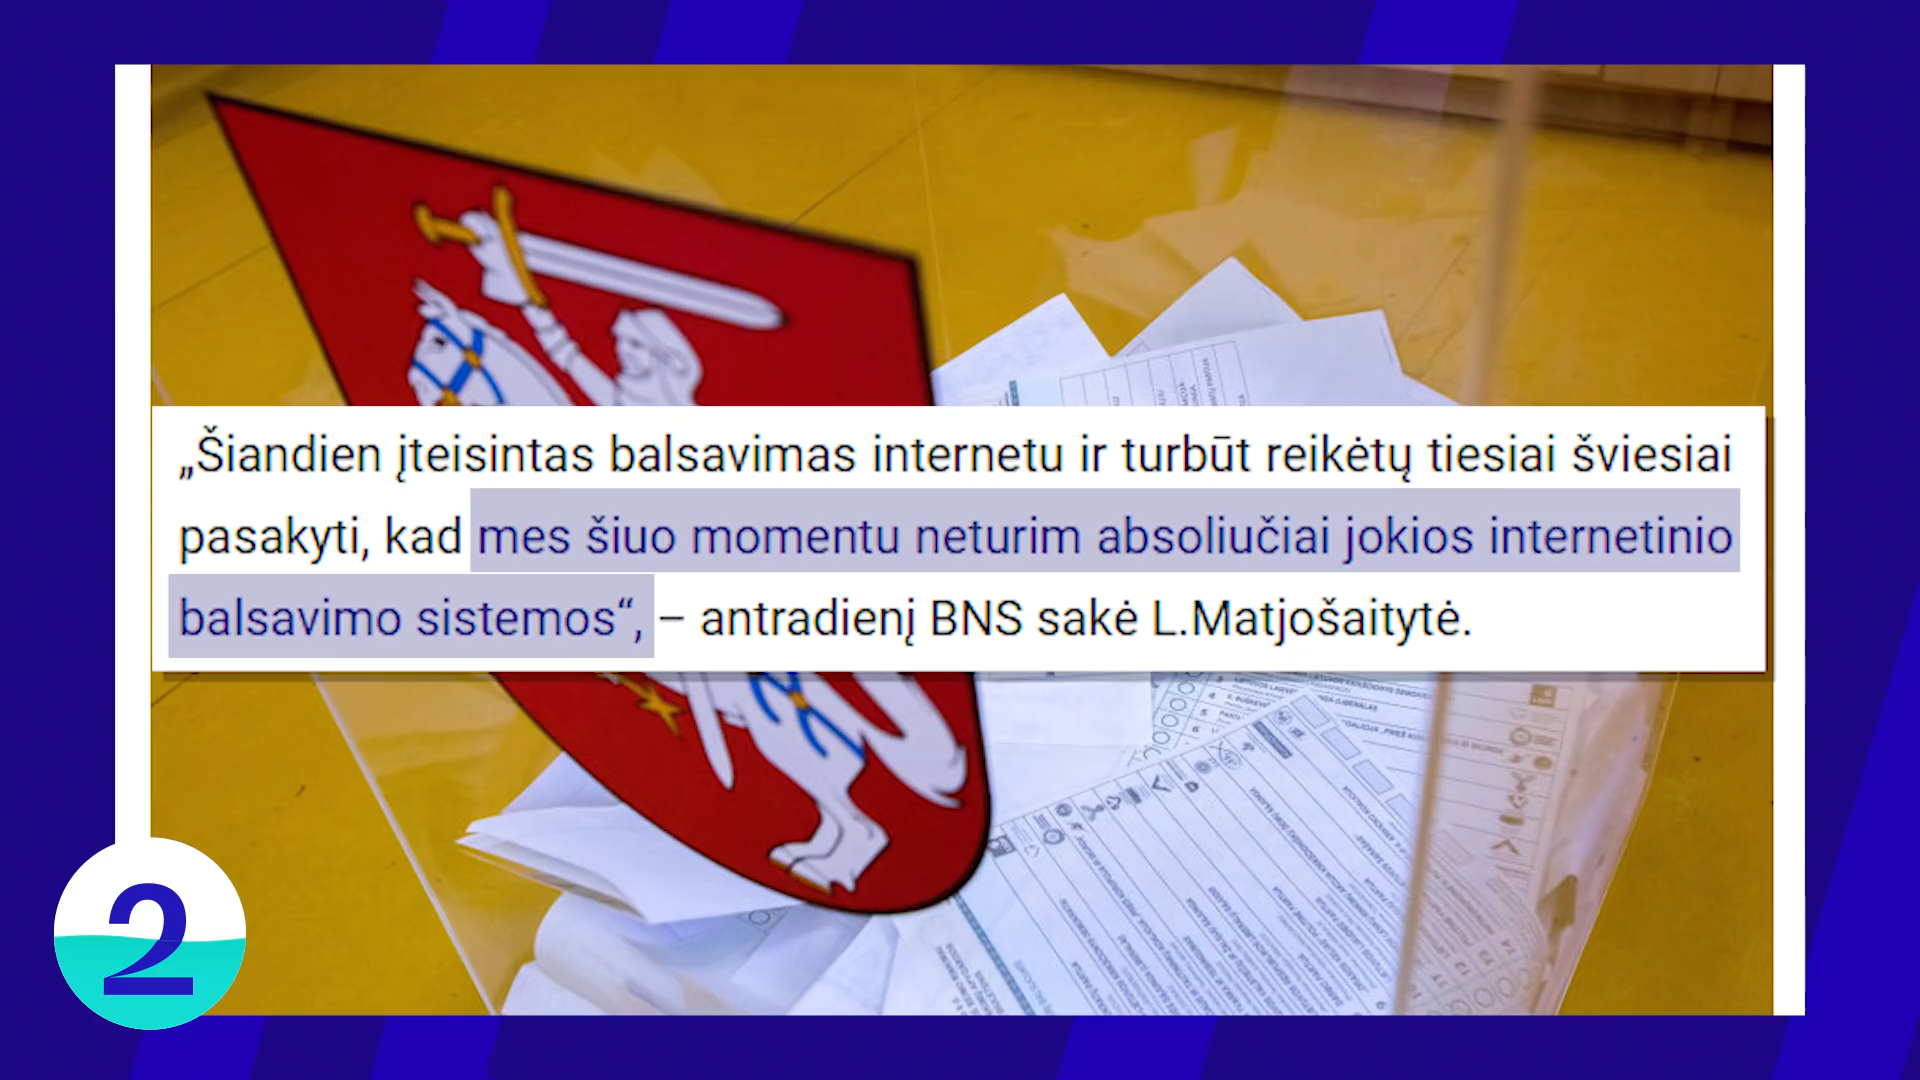 „Šiandien įteisintas balsavimas internetu ir turbūt reikėtų tiesiai šviesiai
pasakyti, kad mes šiuo momentu neturim absoliučiai jokios internetinio
balsavimo sistemos“, – antradienį BNS sakė L.Matjošaitytė.
2